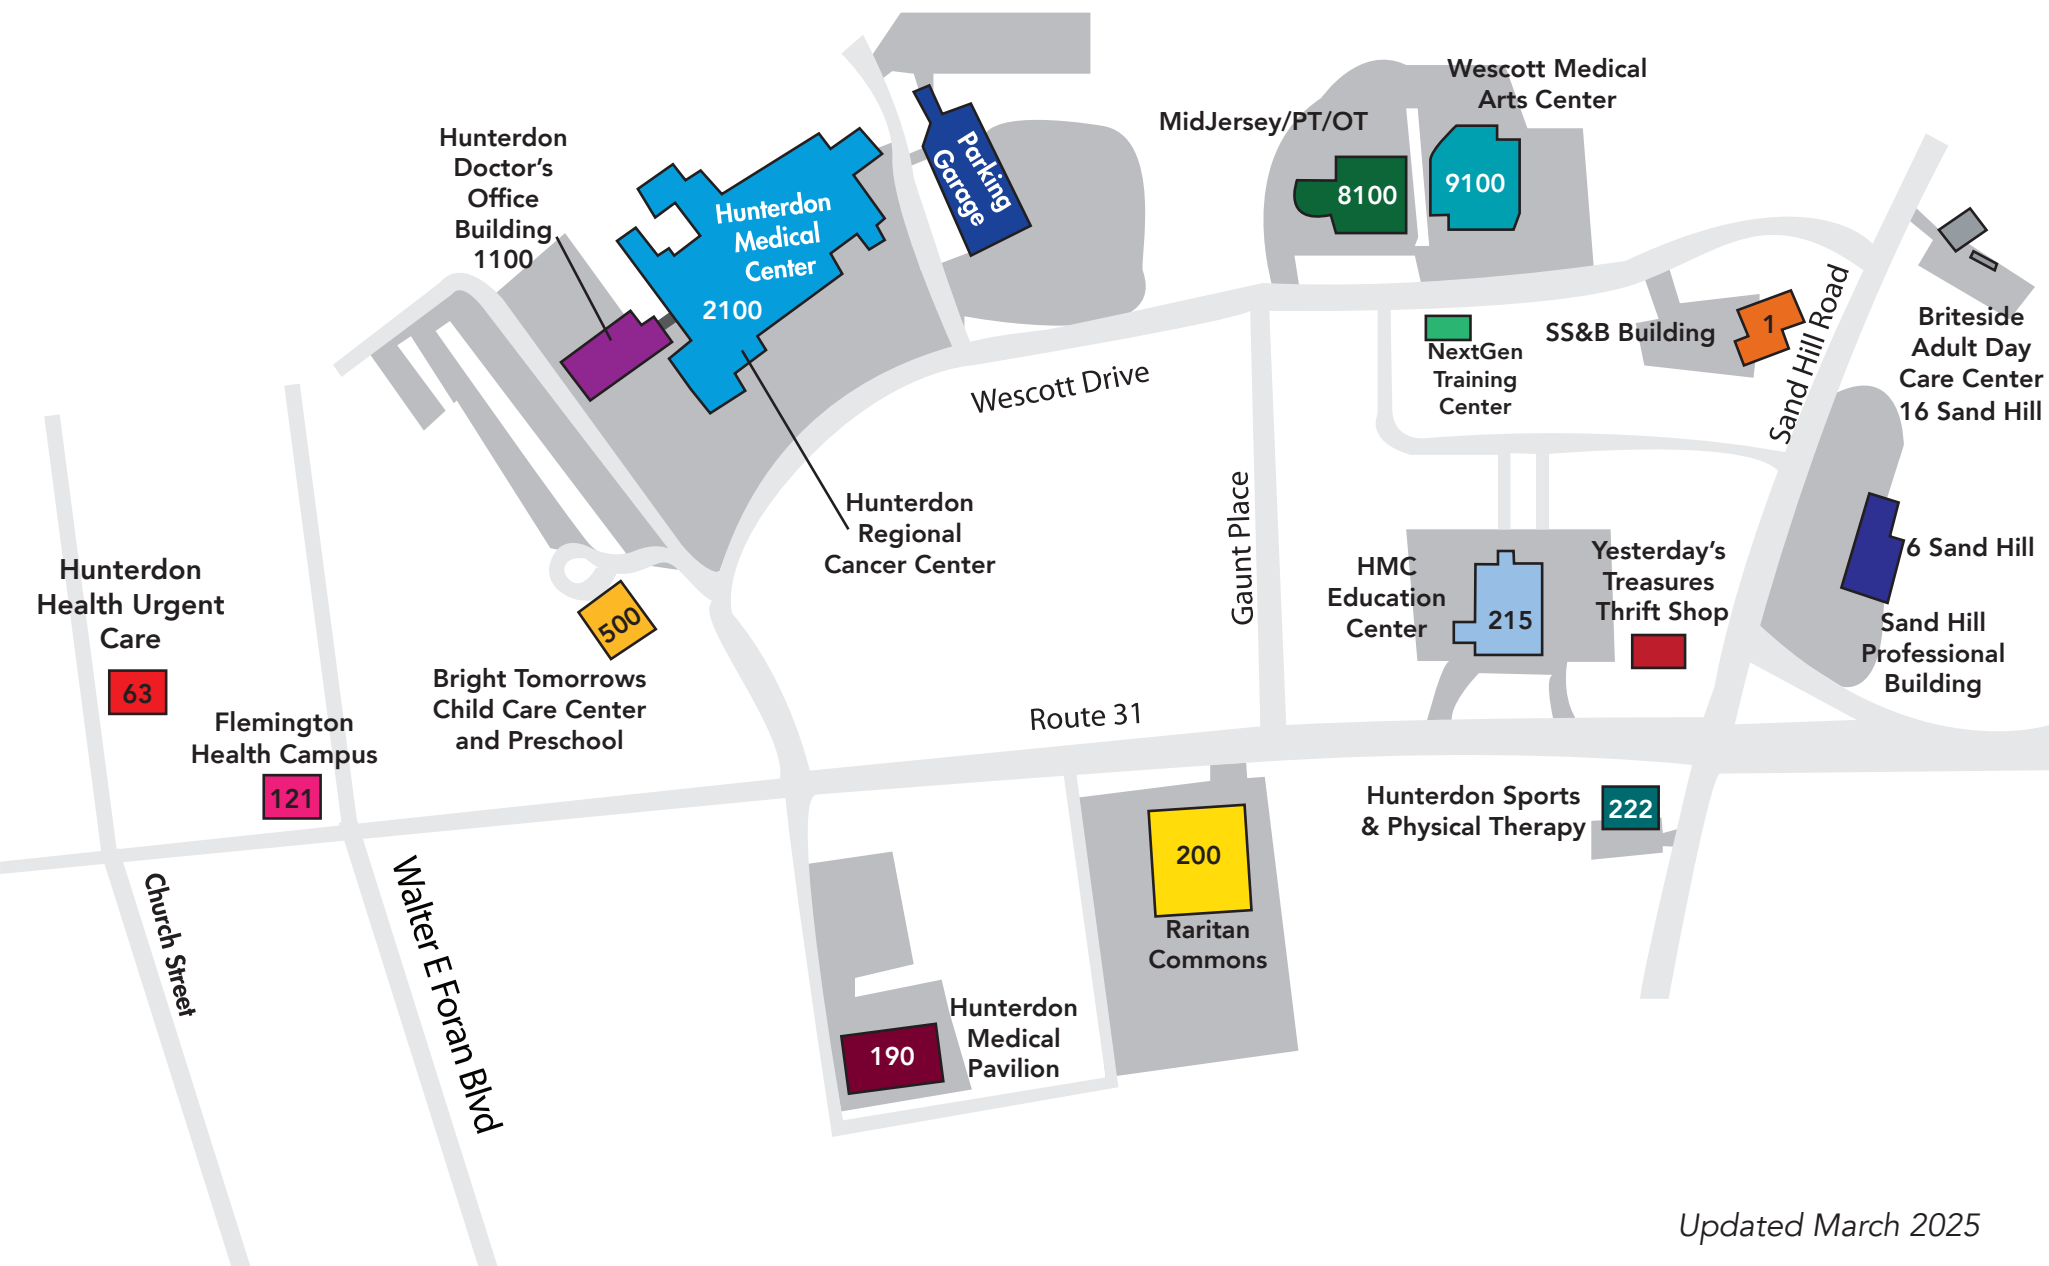 Wescott Medical
Arts Center
MidJersey/PT/OT
8100
9100
Parking
Garage
Hunterdon
Doctor's
Office
Building
1100
Hunterdon
Medical
Center
2100
SS&B Building
1
Sand Hill Road
Briteside
Adult Day
Care Center
16 Sand Hill
NextGen
Training
Center
Wescott Drive
Hunterdon
Regional
Cancer Center
Gaunt Place
HMC
Education
Center
215
Yesterday's
Treasures
Thrift Shop
6 Sand Hill
Sand Hill
Professional
Building
Hunterdon
Health Urgent
Care
63
500
Bright Tomorrows
Child Care Center
and Preschool
Flemington
Health Campus
121
Route 31
Hunterdon Sports
& Physical Therapy
222
200
Raritan
Commons
Church Street
Walter E Foran Blvd
Hunterdon
Medical
Pavilion
190
Updated March 2025